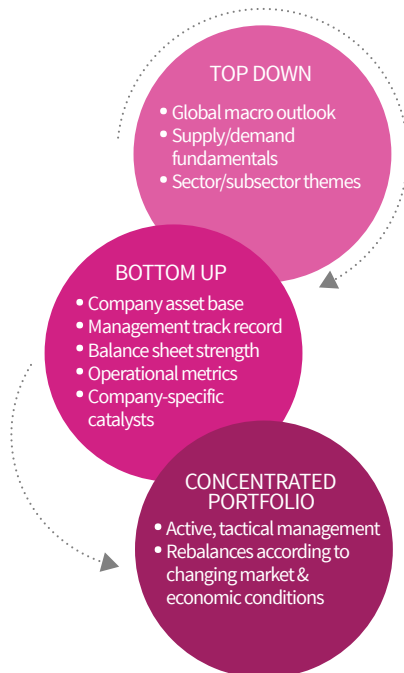 TOP DOWN
• Global macro outlook
• Supply/demand
fundamentals
• Sector/subsector themes
BOTTOM UP
• Company asset base
• Management track record
• Balance sheet strength
• Operational metrics
• Company-specific
catalysts
CONCENTRATED
PORTFOLIO
• Active, tactical management
• Rebalances according to
changing market &
economic conditions